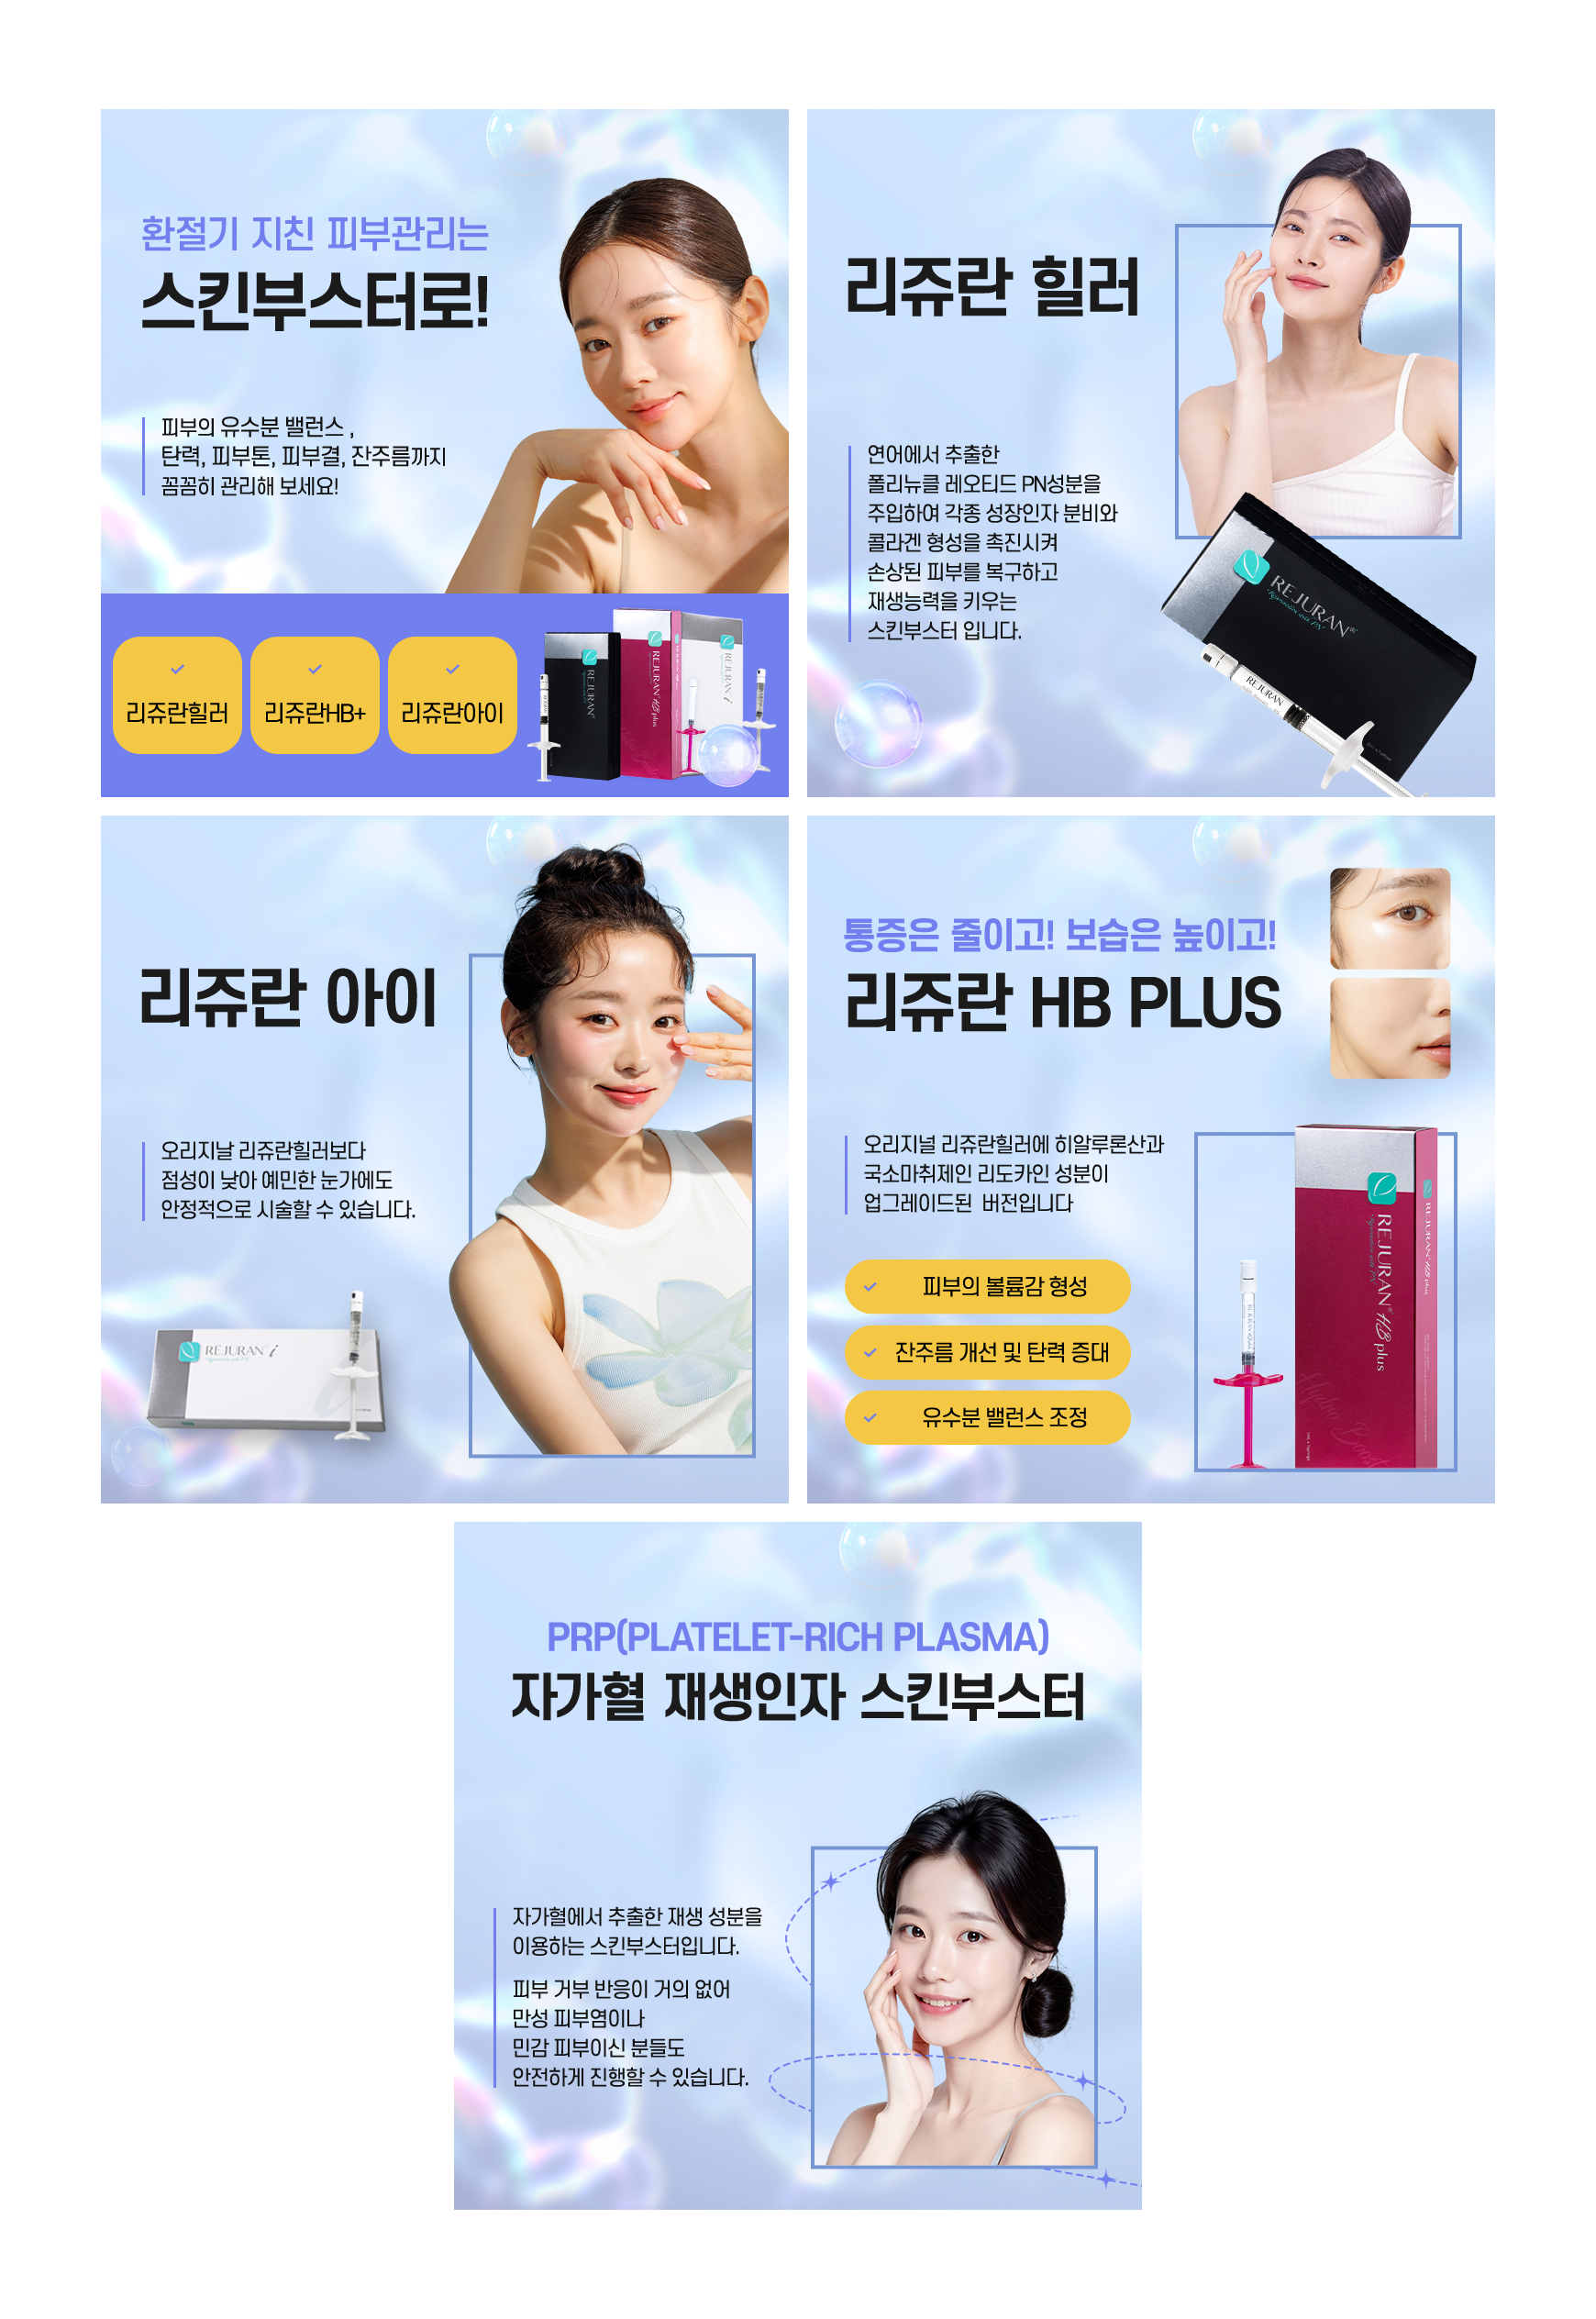 환절기 지친 피부관리는
스킨부스터로!
피부의 유수분 밸런스 ,
탄력, 피부톤, 피부결, 잔주름까지
꼼꼼히 관리해 보세요!
리쥬란힐러
리쥬란HB+
리쥬란아이
REJURAN
REJURAN HB plus
REJURAN i
리쥬란 힐러
연어에서 추출한
폴리뉴클 레오티드 PN성분을
주입하여 각종 성장인자 분비와
콜라겐 형성을 촉진시켜
손상된 피부를 복구하고
재생능력을 키우는
스킨부스터 입니다.
REJURAN®
REJURAN
리쥬란 아이
오리지날 리쥬란힐러보다
점성이 낮아 예민한 눈가에도
안정적으로 시술할 수 있습니다.
REJURAN i
통증은 줄이고! 보습은 높이고!
리쥬란 HB PLUS
오리지널 리쥬란힐러에 히알루론산과
국소마취제인 리도카인 성분이
업그레이드된 버전입니다
피부의 볼륨감 형성
잔주름 개선 및 탄력 증대
유수분 밸런스 조정
REJURAN® HB plus
REJURAN HB plus
PRP(PLATELET-RICH PLASMA)
자가혈 재생인자 스킨부스터
자가혈에서 추출한 재생 성분을
이용하는 스킨부스터입니다.
피부 거부 반응이 거의 없어
만성 피부염이나
민감 피부이신 분들도
안전하게 진행할 수 있습니다.